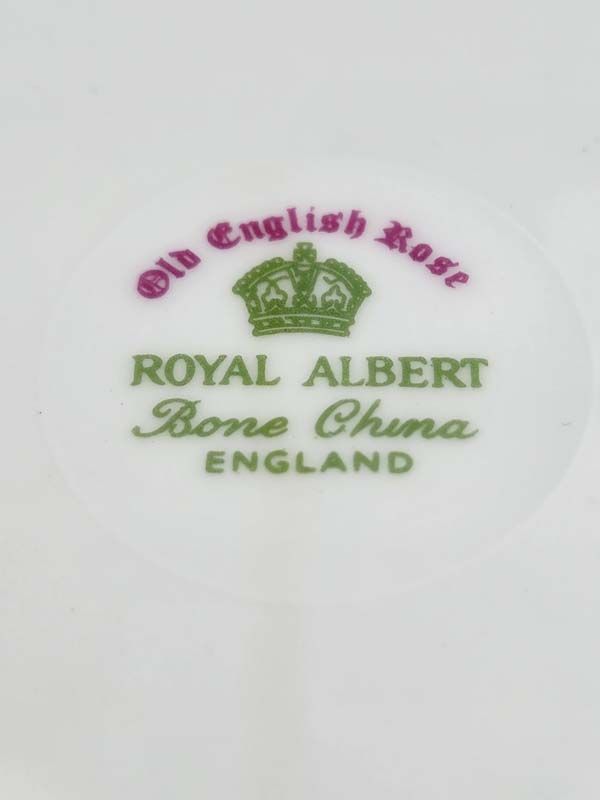 Old English Rose
ROYAL ALBERT
Bone China
ENGLAND